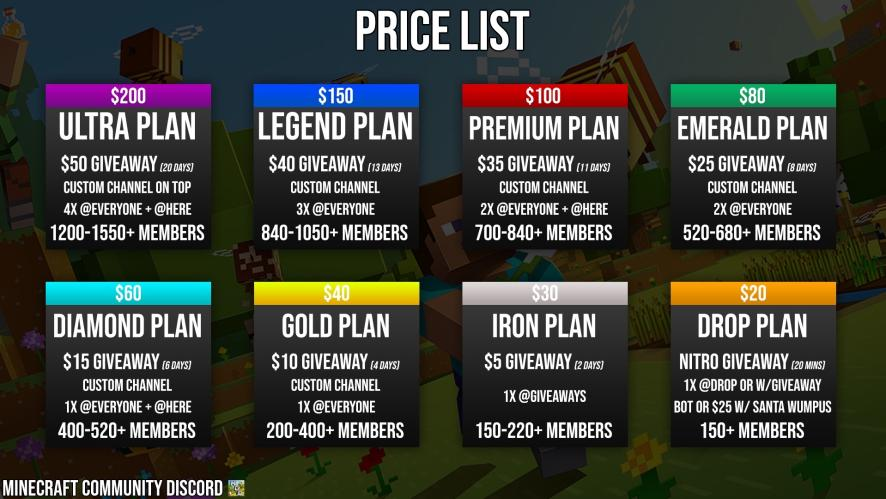 PRICE LIST
$200
ULTRA PLAN
$50 GIVEAWAY (20 DAYS)
CUSTOM CHANNEL ON TOP
4X @EVERYONE + @HERE
1200-1550+ MEMBERS
$150
LEGEND PLAN
$40 GIVEAWAY (13 DAYS)
CUSTOM CHANNEL
3X @EVERYONE
840-1050+ MEMBERS
$100
PREMIUM PLAN
$35 GIVEAWAY (11 DAYS)
CUSTOM CHANNEL
2X @EVERYONE + @HERE
700-840+ MEMBERS
$80
EMERALD PLAN
$25 GIVEAWAY (8 DAYS)
CUSTOM CHANNEL
2X @EVERYONE
520-680+ MEMBERS
$60
DIAMOND PLAN
$15 GIVEAWAY (6 DAYS)
CUSTOM CHANNEL
1X @EVERYONE + @HERE
400-520+ MEMBERS
$40
GOLD PLAN
$10 GIVEAWAY (4 DAYS)
CUSTOM CHANNEL
1X @EVERYONE
200-400+ MEMBERS
$30
IRON PLAN
$5 GIVEAWAY (2 DAYS)
1X @GIVEAWAYS
150-220+ MEMBERS
$20
DROP PLAN
NITRO GIVEAWAY (20 MINS)
1X @DROP OR W/GIVEAWAY
BOT OR $25 W/ SANTA WUMPUS
150+ MEMBERS
MINECRAFT COMMUNITY DISCORD